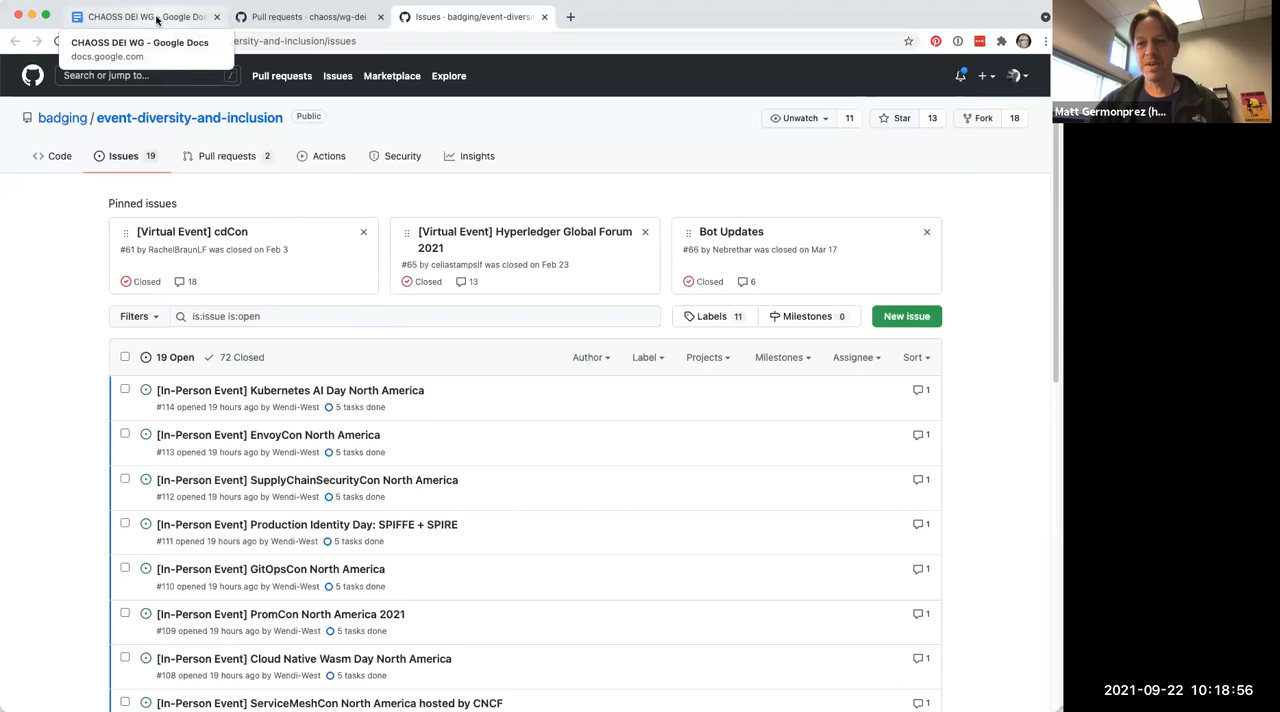 CHAOSS DEI WG - Google Doc
Pull requests · chaoss/wg-dei
Issues · badging/event-diverse
CHAOSS DEI WG - Google Docs
docs.google.com
ersity-and-inclusion/issues
Search or jump to...
/
Pull requests
Issues
Marketplace
Explore
badging / event-diversity-and-inclusion
Public
Unwatch 11
Star 13
Fork 18
Code
Issues 19
Pull requests 2
Actions
Security
Insights
Pinned issues
[Virtual Event] cdCon
#61 by RachelBraunLF was closed on Feb 3
Closed 18
[Virtual Event] Hyperledger Global Forum
2021
#65 by celiastampslf was closed on Feb 23
Closed 13
Bot Updates
#66 by Nebrethar was closed on Mar 17
Closed 6
Filters
is:issue is:open
Labels 11
Milestones 0
New issue
19 Open
72 Closed
Author
Label
Projects
Milestones
Assignee
Sort
[In-Person Event] Kubernetes AI Day North America
1
#114 opened 19 hours ago by Wendi-West 5 tasks done
[In-Person Event] EnvoyCon North America
1
#113 opened 19 hours ago by Wendi-West 5 tasks done
[In-Person Event] SupplyChainSecurityCon North America
1
#112 opened 19 hours ago by Wendi-West 5 tasks done
[In-Person Event] Production Identity Day: SPIFFE + SPIRE
1
#111 opened 19 hours ago by Wendi-West 5 tasks done
[In-Person Event] GitOpsCon North America
1
#110 opened 19 hours ago by Wendi-West 5 tasks done
[In-Person Event] PromCon North America 2021
1
#109 opened 19 hours ago by Wendi-West 5 tasks done
[In-Person Event] Cloud Native Wasm Day North America
1
#108 opened 19 hours ago by Wendi-West 5 tasks done
[In-Person Event] ServiceMeshCon North America hosted by CNCF
1
Matt Germonprez (h...
2021-09-22 10:18:56